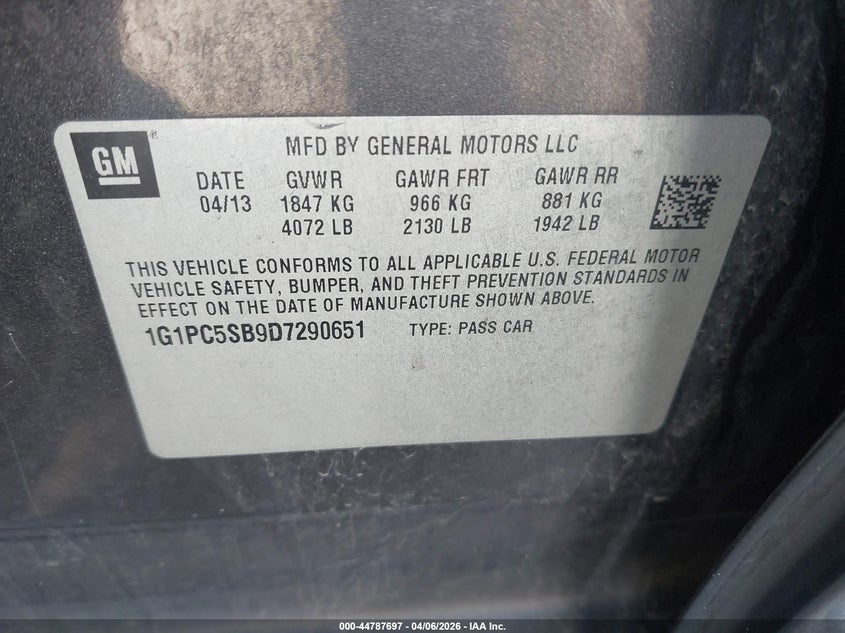 GM ®
MFD BY GENERAL MOTORS LLC
DATE GVWR GAWR FRT GAWR RR
04/13 1847 KG 966 KG 881 KG
4072 LB 2130 LB 1942 LB
THIS VEHICLE CONFORMS TO ALL APPLICABLE U.S. FEDERAL MOTOR
VEHICLE SAFETY, BUMPER, AND THEFT PREVENTION STANDARDS IN
EFFECT ON THE DATE OF MANUFACTURE SHOWN ABOVE.
1G1PC5SB9D7290651 TYPE: PASS CAR
000-44787697 - 04/06/2026 - IAA Inc.